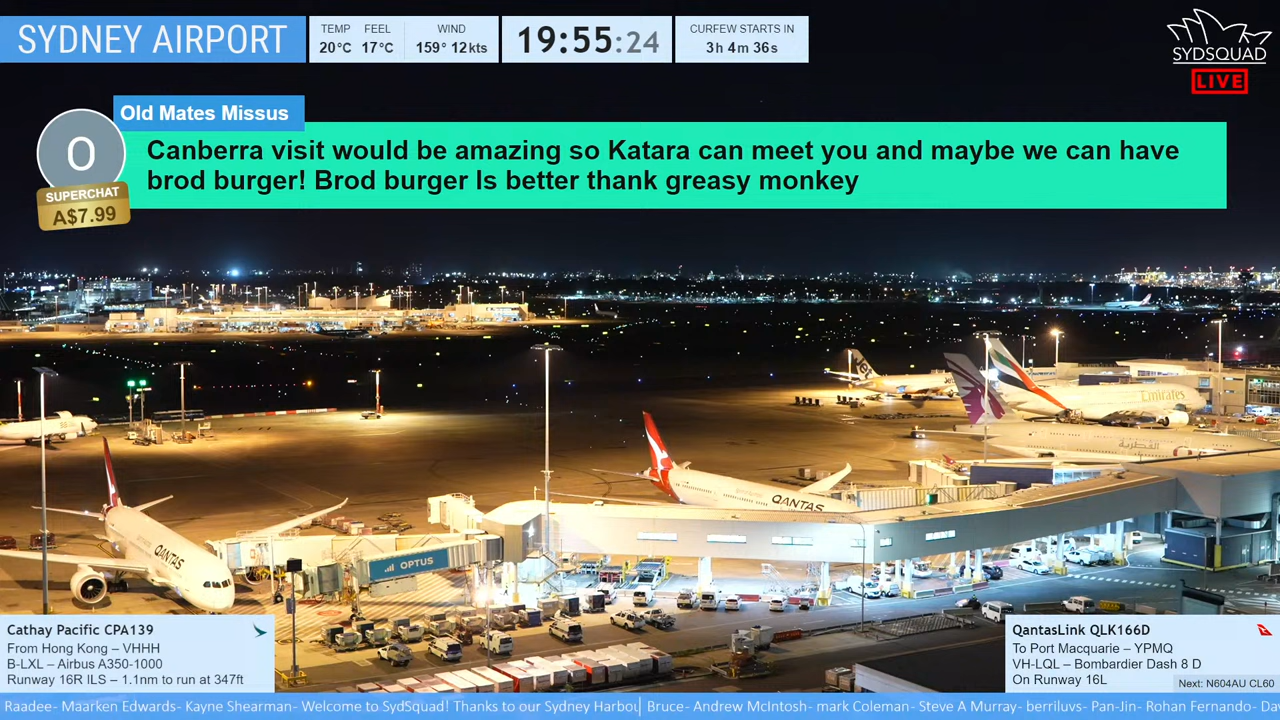 SYDNEY AIRPORT
TEMP FEEL WIND
20°C 17°C 159° 12kts
19:55:24
CURFEW STARTS IN
3h 4m 36s
SYDSQUAD
LIVE
Old Mates Missus
O
SUPERCHAT
A$7.99
Canberra visit would be amazing so Katara can meet you and maybe we can have
brod burger! Brod burger Is better thank greasy monkey
Jet
Jet
Emirates
QANTAS
QANTAS
OPTUS
Cathay Pacific CPA139
From Hong Kong – VHHH
B-LXL – Airbus A350-1000
Runway 16R ILS – 1.1nm to run at 347ft
QantasLink QLK166D
To Port Macquarie – YPMQ
VH-LQL – Bombardier Dash 8 D
On Runway 16L
Next: N604AU CL60
Raadee- Maarken Edwards- Kayne Shearman- Welcome to SydSquad! Thanks to our Sydney Harbou Bruce- Andrew McIntosh- mark Coleman- Steve A Murray- berriluvs- Pan-Jin- Rohan Fernando- Da